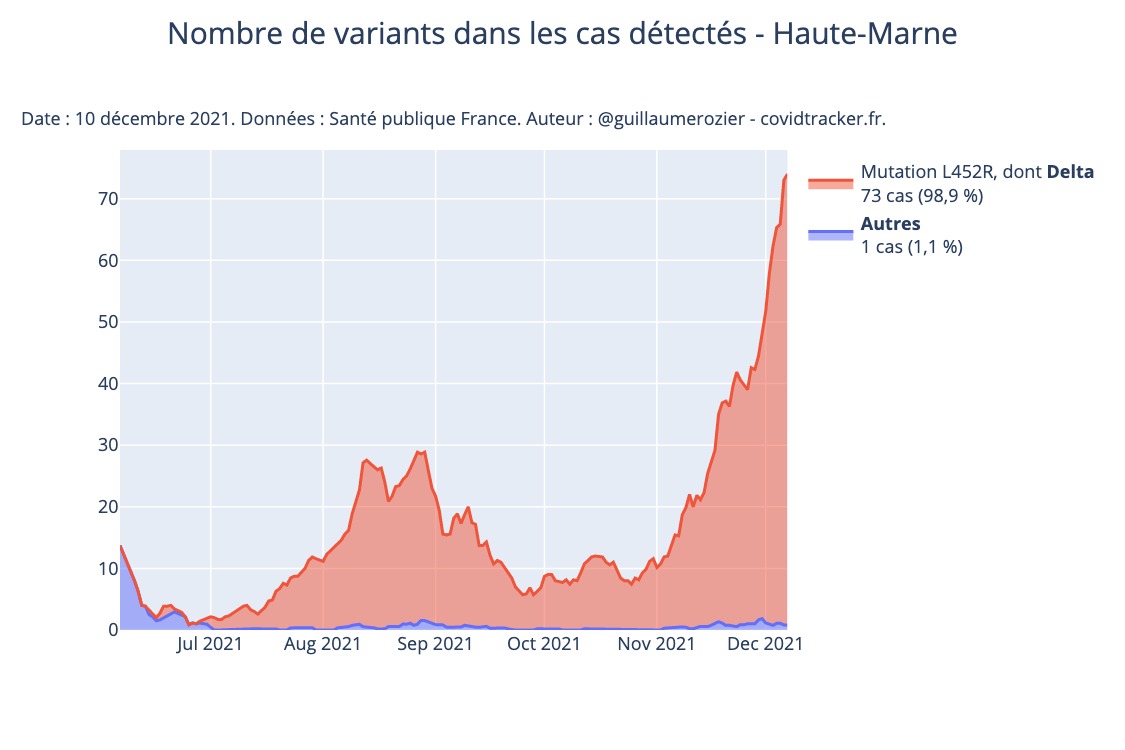 Nombre de variants dans les cas détectés - Haute-Marne
Date : 10 décembre 2021. Données : Santé publique France. Auteur : @guillaumerozier - covidtracker.fr.
Mutation L452R, dont Delta
73 cas (98,9 %)
Autres
1 cas (1,1 %)
70
60
50
40
30
20
10
0
Jul 2021 Aug 2021 Sep 2021 Oct 2021 Nov 2021 Dec 2021